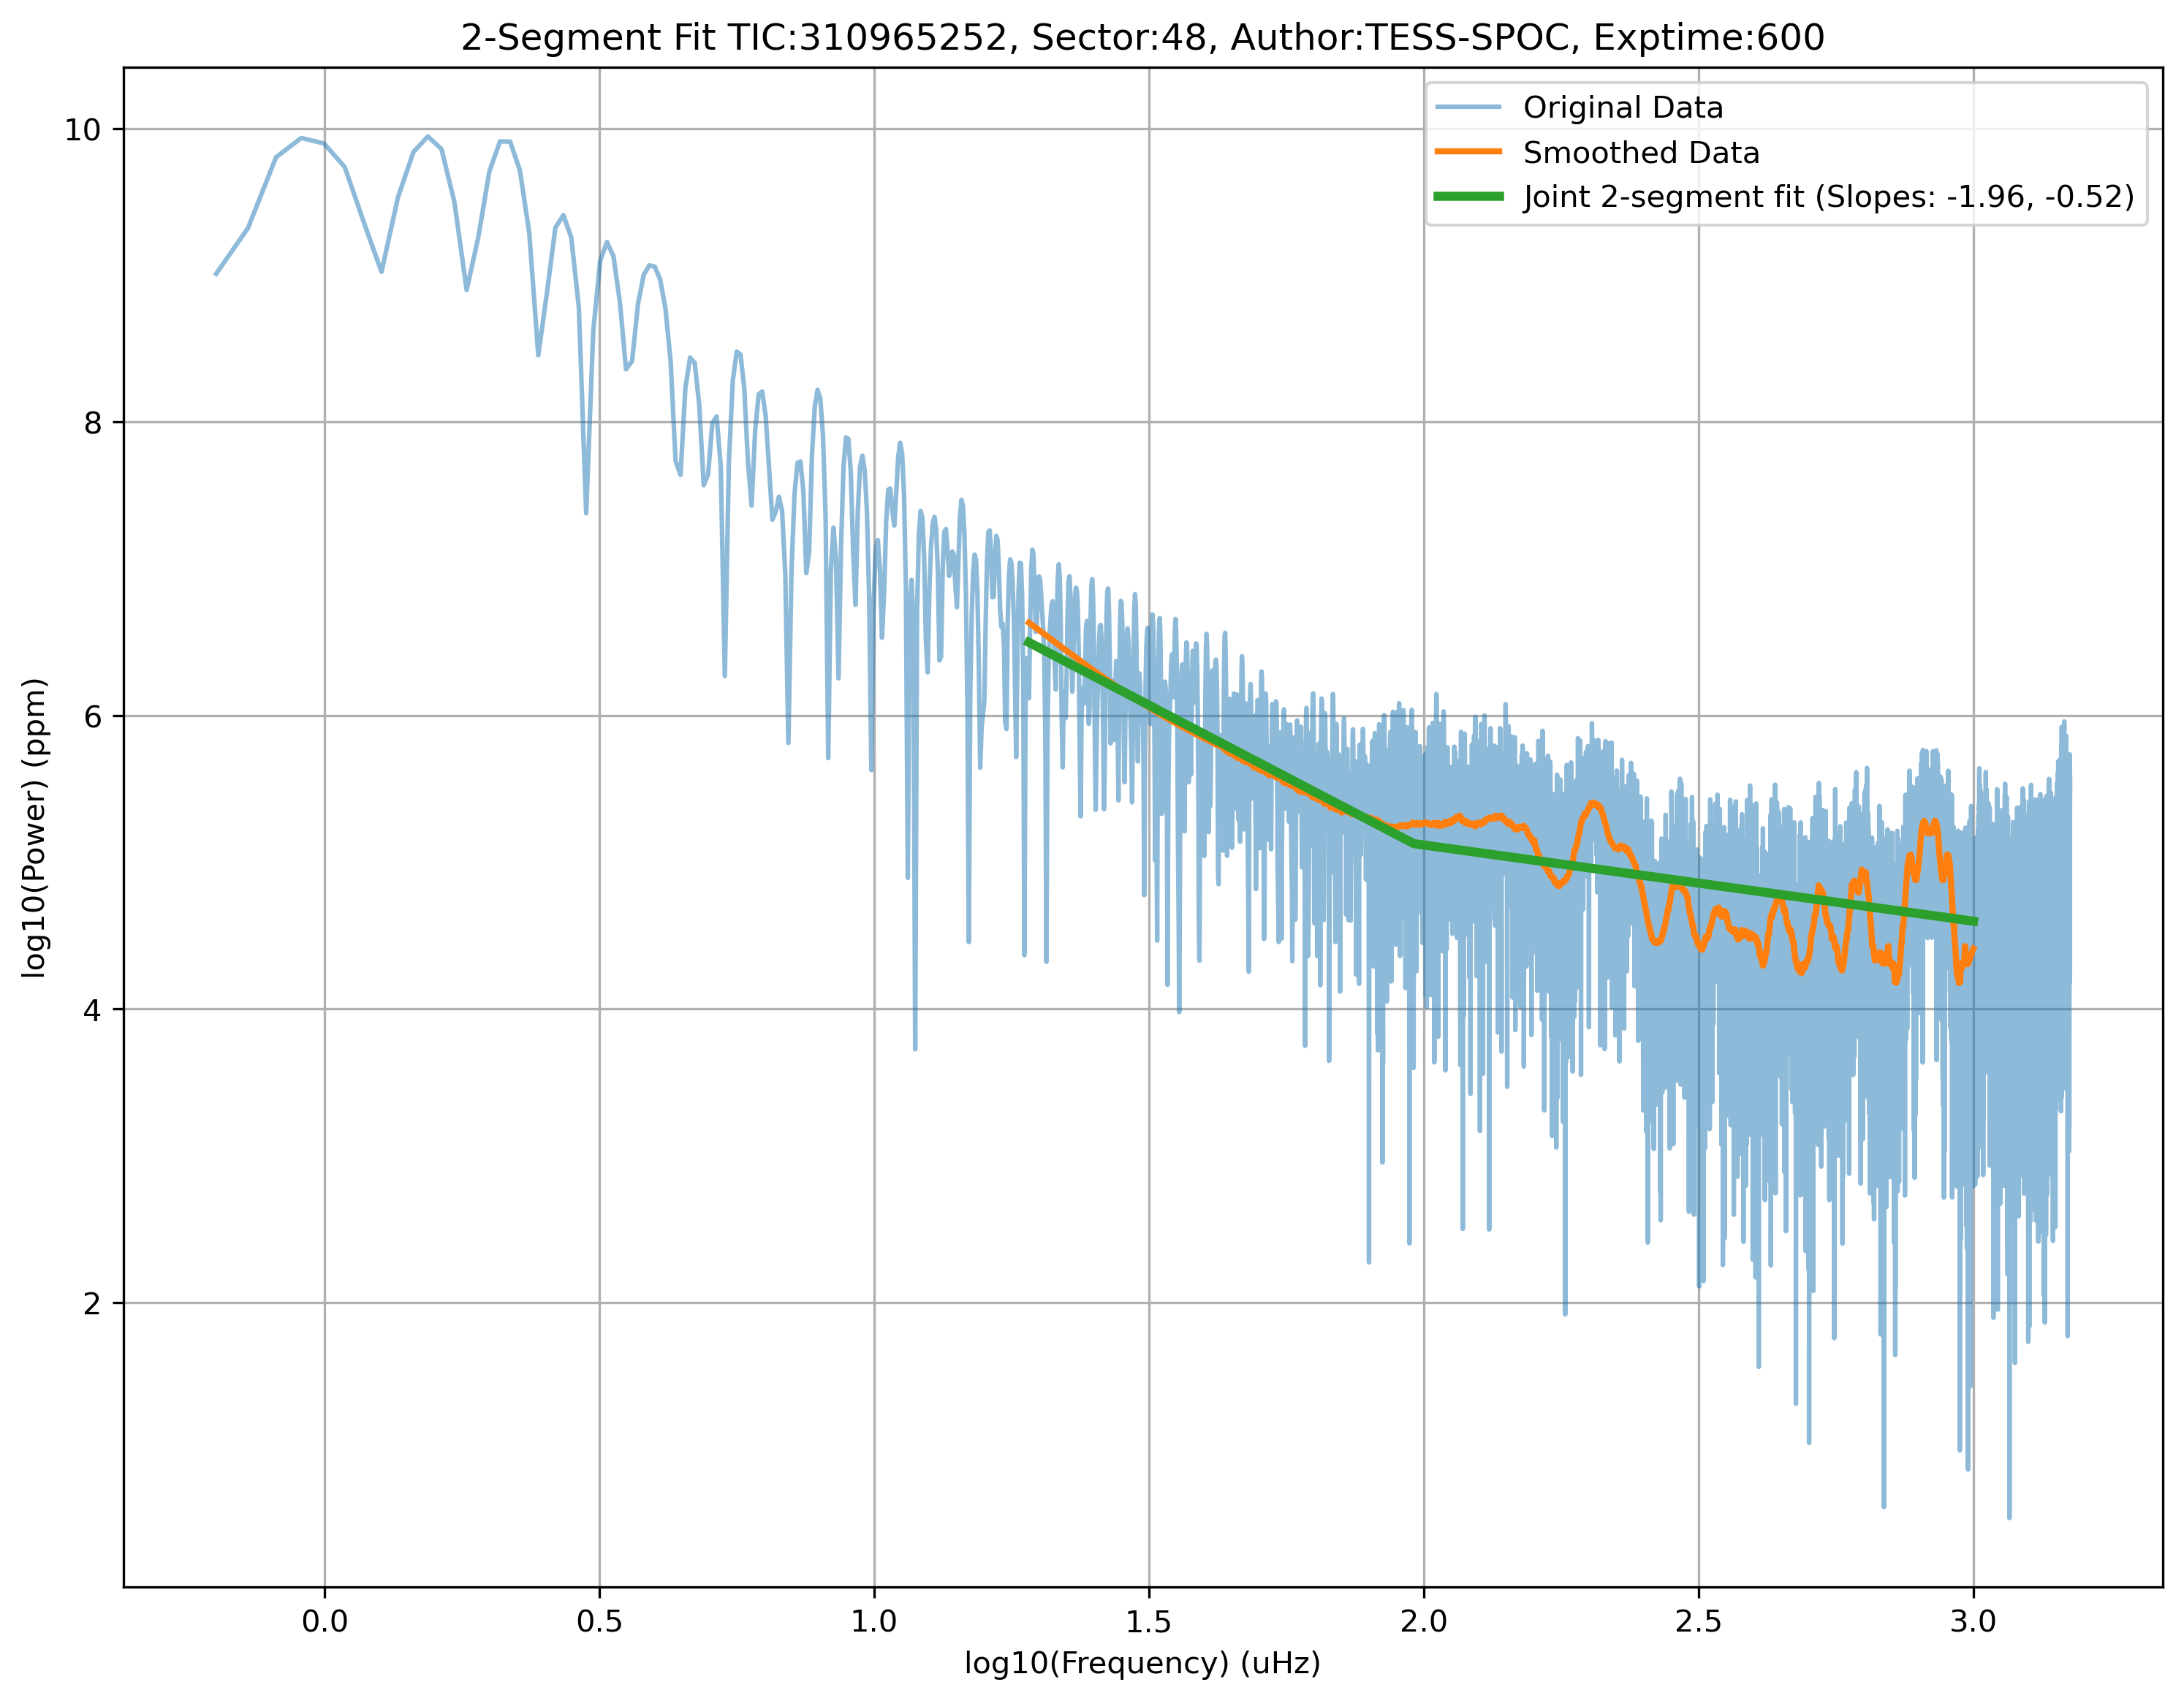 2-Segment Fit TIC:310965252, Sector:48, Author:TESS-SPOC, Exptime:600
Original Data
Smoothed Data
Joint 2-segment fit (Slopes: -1.96, -0.52)
log10(Power) (ppm)
10
8
6
4
2
0.0 0.5 1.0 1.5 2.0 2.5 3.0
log10(Frequency) (uHz)